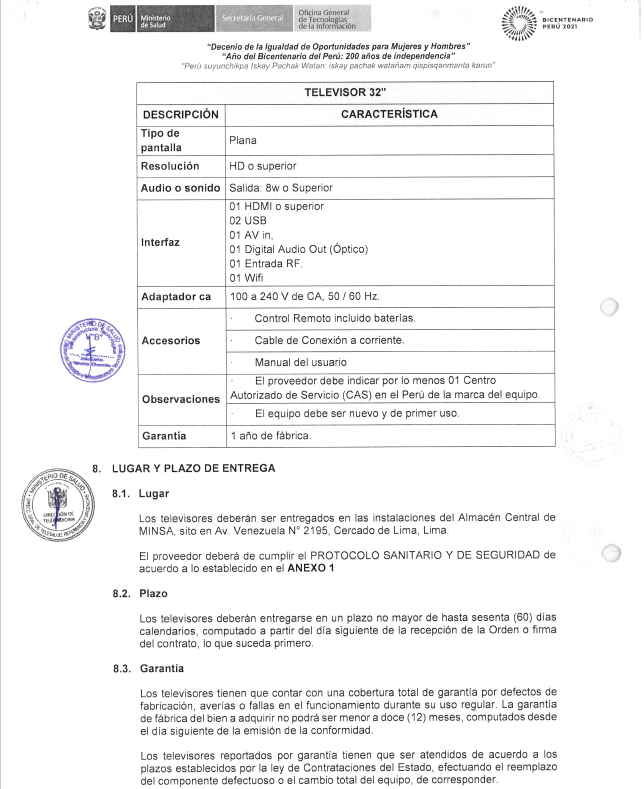 PERÚ
Ministerio
de Salud
Secretaría General
Oficina General
de Tecnologías
de la Información
BICENTENARIO
PERÚ 2021
"Decenio de la Igualdad de Oportunidades para Mujeres y Hombres"
"Año del Bicentenario del Perú: 200 años de independencia"
"Perú suyunchikpa Iskay Pachak Watan: iskay pachak watañam qispisqanmanta karun"
TELEVISOR 32"
DESCRIPCIÓN CARACTERÍSTICA
Tipo de
pantalla
Plana
Resolución HD o superior
Audio o sonido Salida: 8w o Superior
Interfaz
01 HDMI o superior
02 USB
01 AV in,
01 Digital Audio Out (Óptico)
01 Entrada RF.
01 Wifi
Adaptador ca 100 a 240 V de CA, 50 / 60 Hz.
Accesorios
· Control Remoto incluido baterías.
· Cable de Conexión a corriente.
· Manual del usuario
Observaciones
· El proveedor debe indicar por lo menos 01 Centro
Autorizado de Servicio (CAS) en el Perú de la marca del equipo.
· El equipo debe ser nuevo y de primer uso.
Garantía 1 año de fábrica.
MINISTERIO DE SALUD
8. LUGAR Y PLAZO DE ENTREGA
MINISTERIO DE SALUD
DIRECCIÓN DE
TELEMEDICINA
8.1. Lugar
Los televisores deberán ser entregados en las instalaciones del Almacén Central de
MINSA, sito en Av. Venezuela N° 2195, Cercado de Lima, Lima.
El proveedor deberá de cumplir el PROTOCOLO SANITARIO Y DE SEGURIDAD de
acuerdo a lo establecido en el ANEXO 1
8.2. Plazo
Los televisores deberán entregarse en un plazo no mayor de hasta sesenta (60) días
calendarios, computado a partir del día siguiente de la recepción de la Orden o firma
del contrato, lo que suceda primero.
8.3. Garantía
Los televisores tienen que contar con una cobertura total de garantía por defectos de
fabricación, averías o fallas en el funcionamiento durante su uso regular. La garantía
de fábrica del bien a adquirir no podrá ser menor a doce (12) meses, computados desde
el día siguiente de la emisión de la conformidad.
Los televisores reportados por garantía tienen que ser atendidos de acuerdo a los
plazos establecidos por la ley de Contrataciones del Estado, efectuando el reemplazo
del componente defectuoso o el cambio total del equipo, de corresponder.